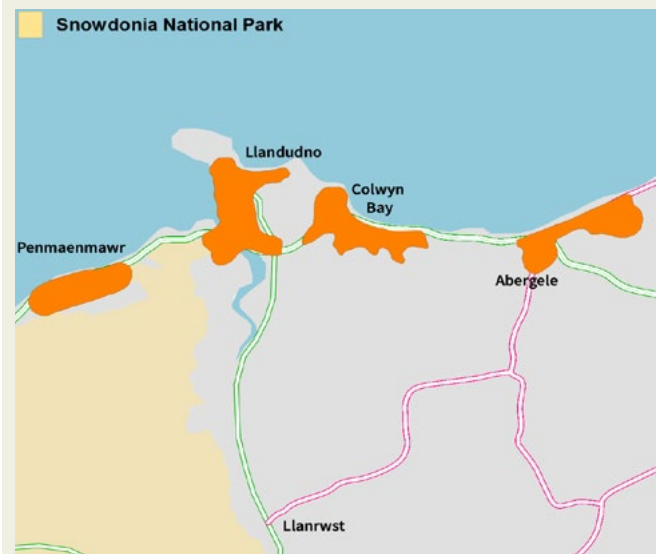 Snowdonia National Park
Llandudno
Colwyn
Bay
Penmaenmawr
Abergele
Llanrwst